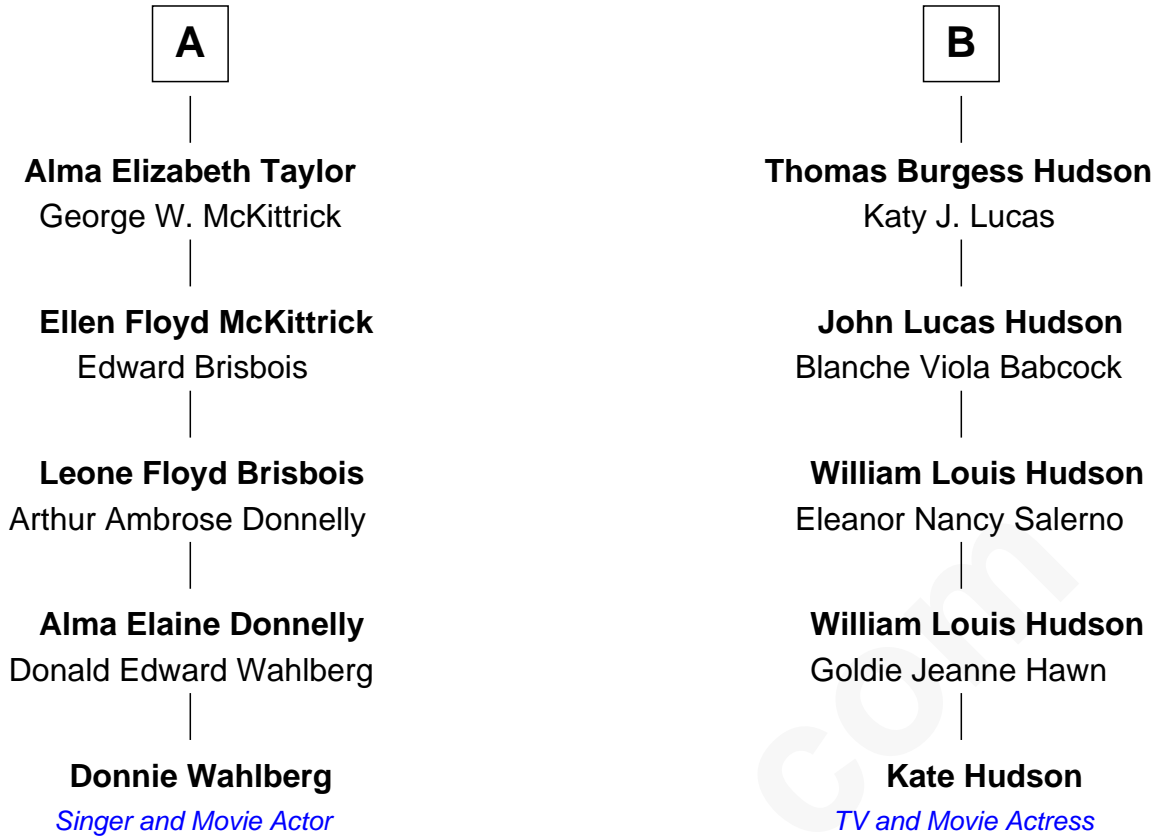 A
Alma Elizabeth Taylor
George W. McKittrick
Ellen Floyd McKittrick
Edward Brisbois
Leone Floyd Brisbois
Arthur Ambrose Donnelly
Alma Elaine Donnelly
Donald Edward Wahlberg
Donnie Wahlberg
Singer and Movie Actor
B
Thomas Burgess Hudson
Katy J. Lucas
John Lucas Hudson
Blanche Viola Babcock
William Louis Hudson
Eleanor Nancy Salerno
William Louis Hudson
Goldie Jeanne Hawn
Kate Hudson
TV and Movie Actress
com